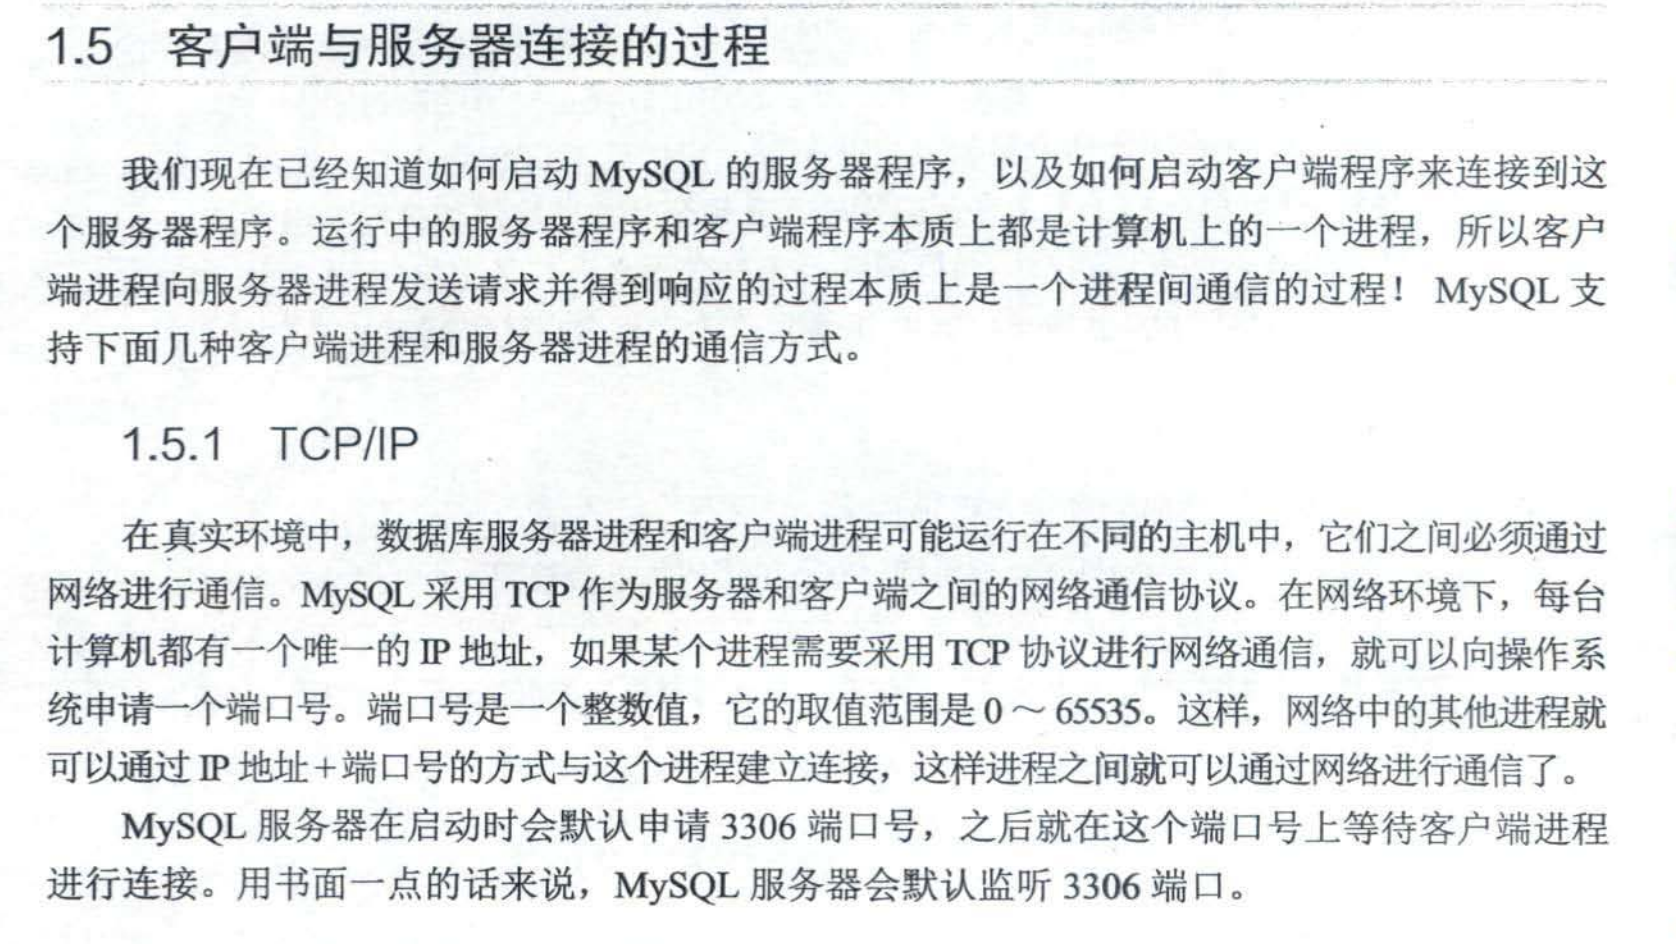 1.5 客户端与服务器连接的过程
我们现在已经知道如何启动 MySQL 的服务器程序，以及如何启动客户端程序来连接到这
个服务器程序。运行中的服务器程序和客户端程序本质上都是计算机上的一个进程，所以客户
端进程向服务器进程发送请求并得到响应的过程本质上是一个进程间通信的过程！ MySQL 支
持下面几种客户端进程和服务器进程的通信方式。
1.5.1 TCP/IP
在真实环境中，数据库服务器进程和客户端进程可能运行在不同的主机中，它们之间必须通过
网络进行通信。MySQL 采用 TCP 作为服务器和客户端之间的网络通信协议。在网络环境下，每台
计算机都有一个唯一的 IP 地址，如果某个进程需要采用 TCP 协议进行网络通信，就可以向操作系
统申请一个端口号。端口号是一个整数值，它的取值范围是 0～65535。这样，网络中的其他进程就
可以通过 IP 地址+端口号的方式与这个进程建立连接，这样进程之间就可以通过网络进行通信了。
MySQL 服务器在启动时会默认申请 3306 端口号，之后就在这个端口号上等待客户端进程
进行连接。用书面一点的话来说，MySQL 服务器会默认监听 3306 端口。